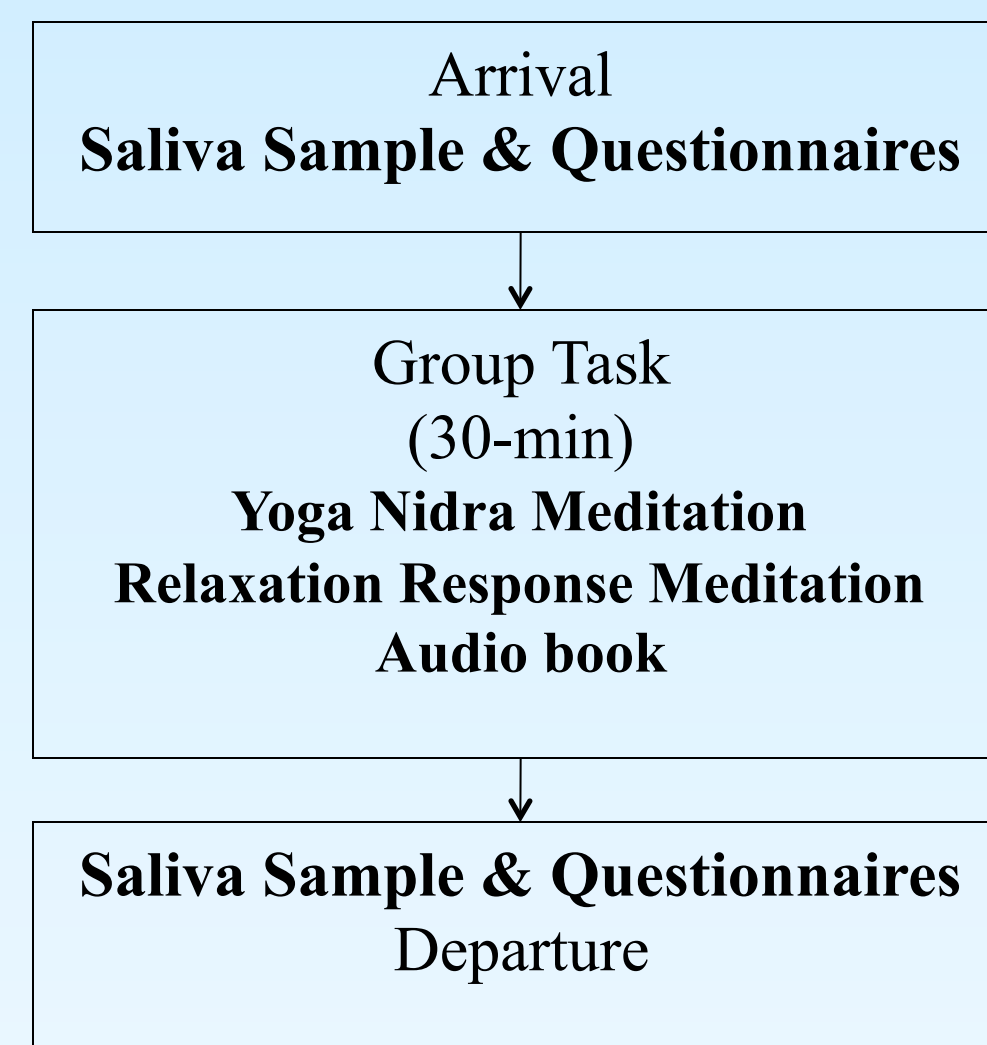 Arrival
Saliva Sample & Questionnaires
Group Task
(30-min)
Yoga Nidra Meditation
Relaxation Response Meditation
Audio book
Saliva Sample & Questionnaires
Departure